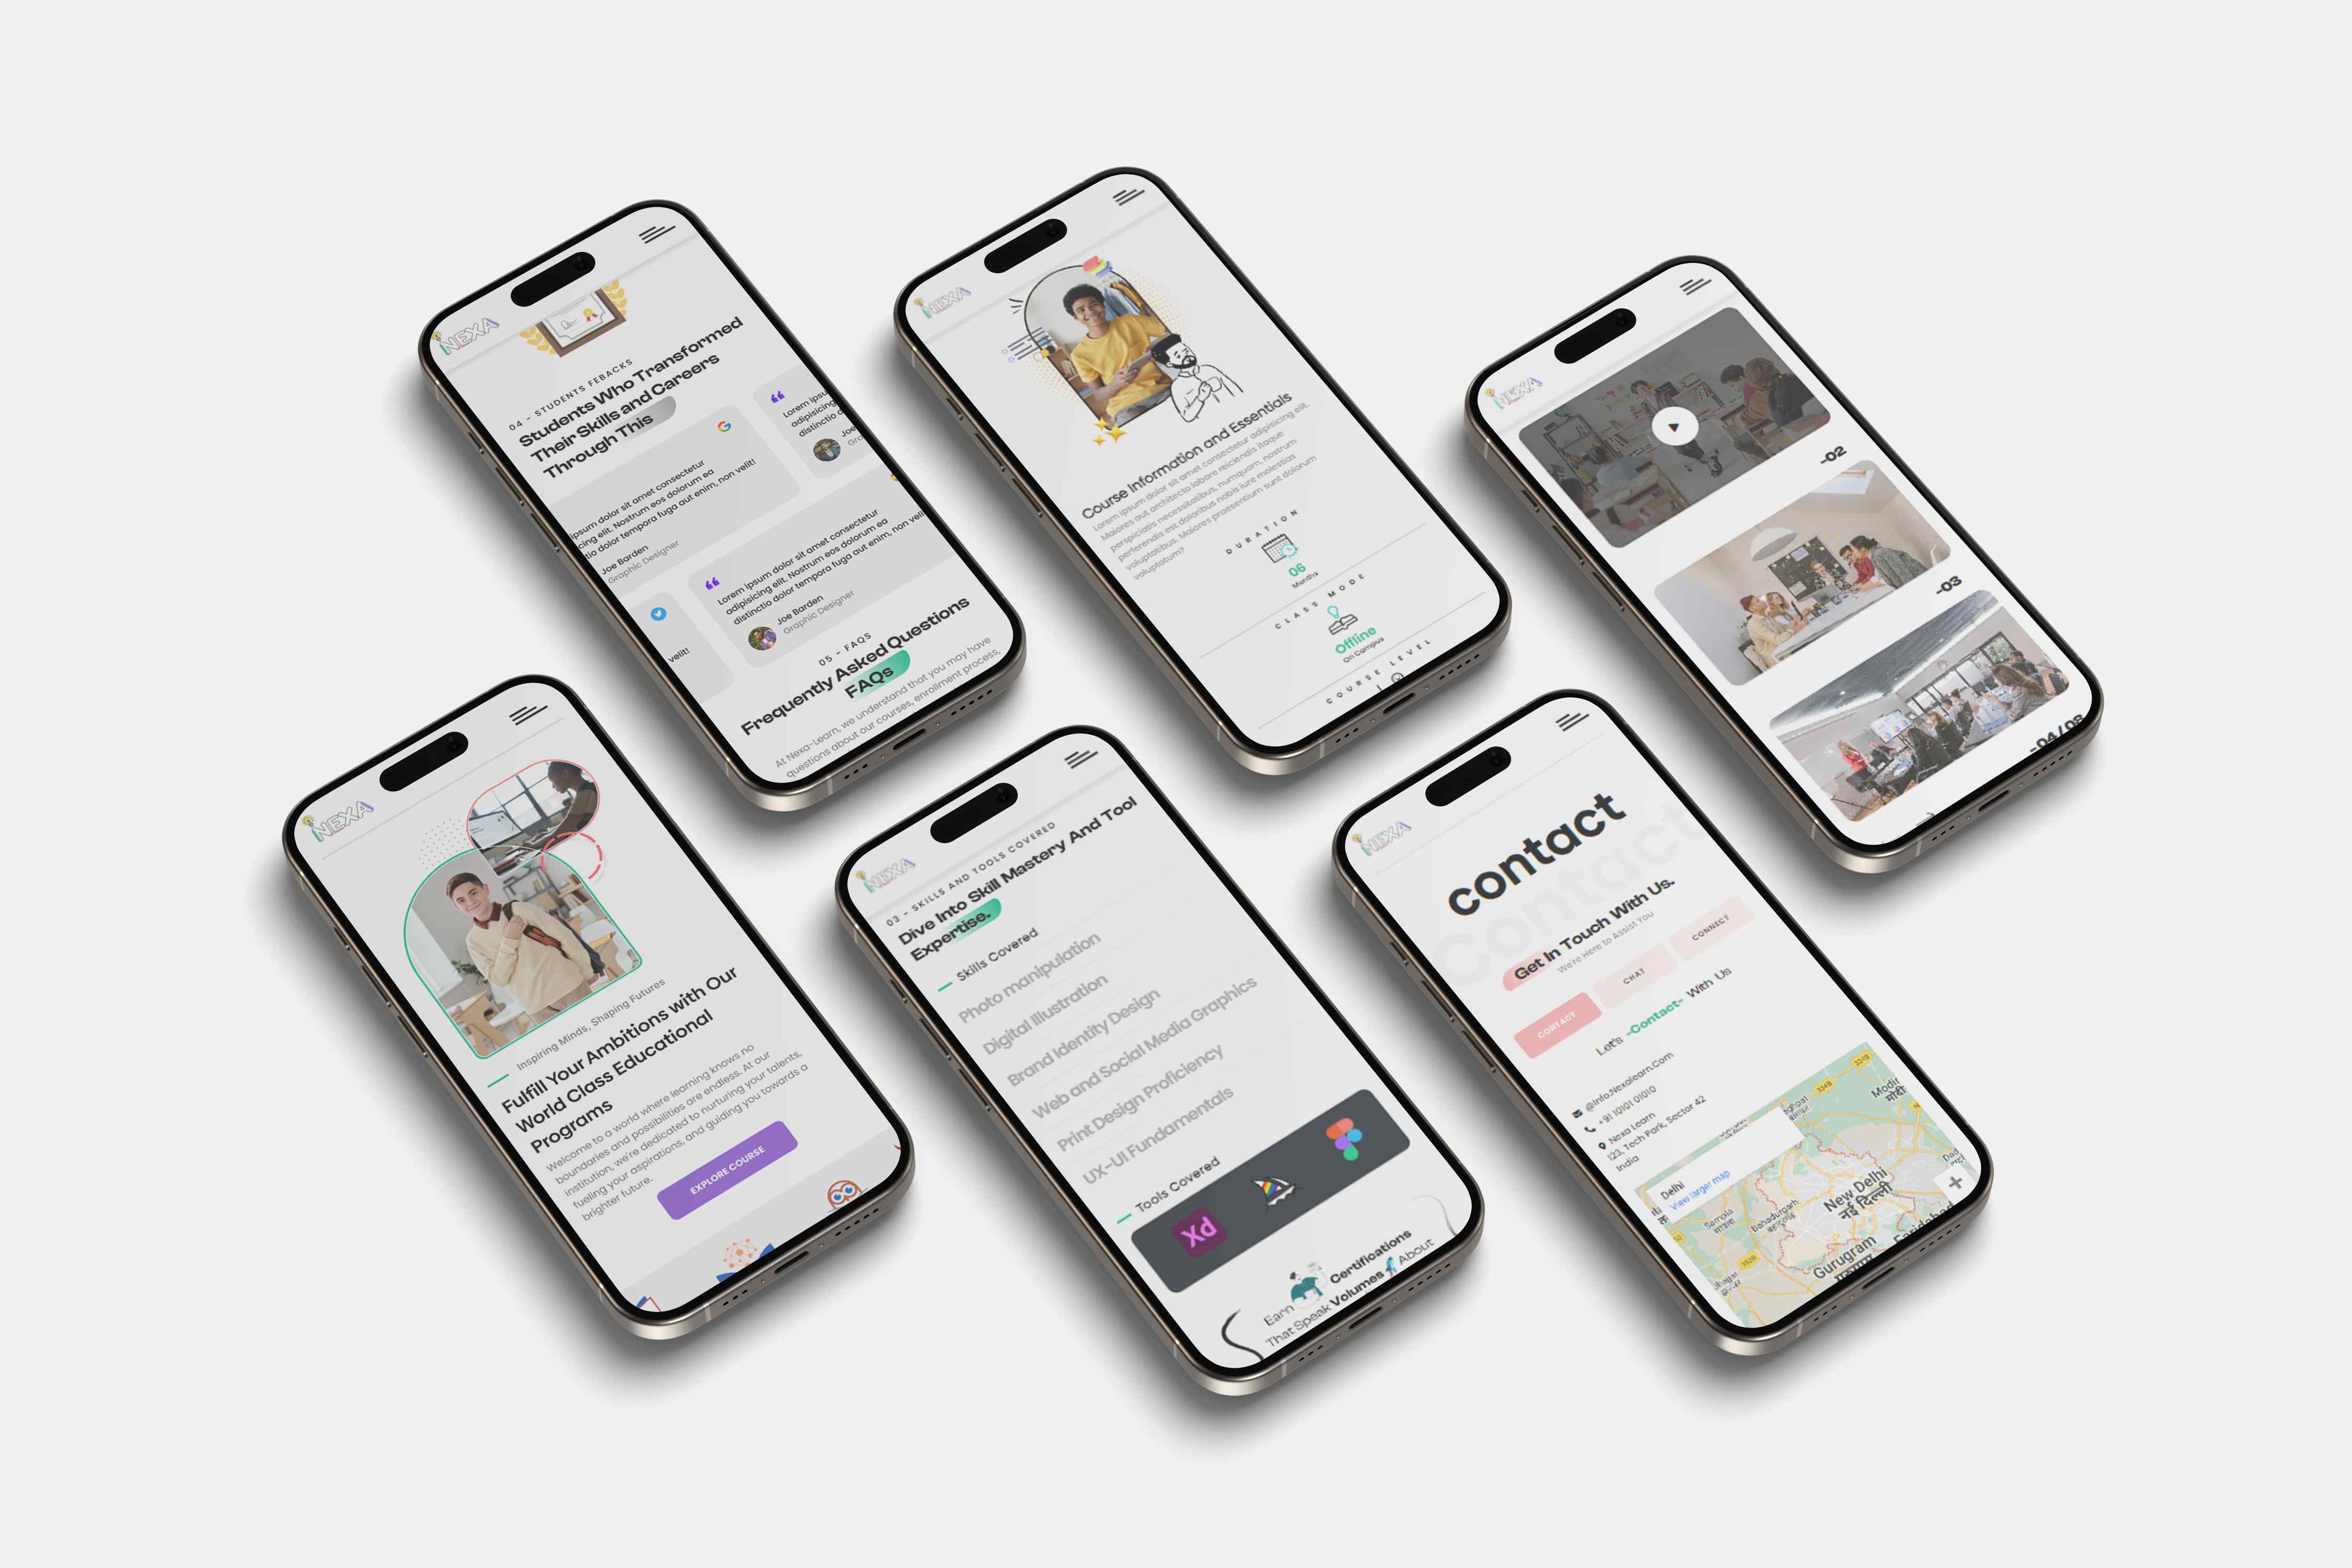 NEXA
04 - STUDENTS FEBACKS
Students Who Transformed
Their Skills and Careers
Through This
ipsum dolor sit amet consectetur
cing elit. Nostrum eos dolorum ea
tio dolor tempora fuga aut enim, non velit!
Joe Barden
Graphic Designer
Lorem ipsu
adipisicing
distinctio d
Joe
Gra
velit!
Lorem ipsum dolor sit amet consectetur
adipisicing elit. Nostrum eos dolorum ea
distinctio dolor tempora fuga aut enim, non veli
Joe Barden
Graphic Designer
05 - FAQS
Frequently Asked Questions
FAQs
At Nexa-Learn, we understand that you may have
questions about our courses, enrollment process,
NEXA
Course Information and Essentials
Lorem ipsum dolor sit amet consectetur adipisicing elit.
Maiores aut architecto labore reiciendis itaque
perspiciatis necessitatibus, numquam, nostrum
perferendis est doloribus nobis iure molestias
voluptatibus. Maiores praesentium sunt dolorum
voluptatum?
DURATION
06
Months
CLASS MODE
Offline
On Campus
COURSE LEVEL
NEXA
-02
-03
-04/08
NEXA
Inspiring Minds, Shaping Futures
Fulfill Your Ambitions with Our
World Class Educational
Programs
Welcome to a world where learning knows no
boundaries and possibilities are endless. At our
institution, we're dedicated to nurturing your talents,
fueling your aspirations, and guiding you towards a
brighter future.
EXPLORE COURSE
NEXA
03 - SKILLS AND TOOLS COVERED
Dive Into Skill Mastery And Tool
Expertise.
Skills Covered
Photo manipulation
Digital Illustration
Brand Identity Design
Web and Social Media Graphics
Print Design Proficiency
UX-UI Fundamentals
Tools Covered
Xd
Earn Certifications
That Speak Volumes About
NEXA
contact
contact
Get In Touch With Us.
We're Here to Assist You
CONTACT
CHAT
CONNECT
Let's -Contact- With Us
@Info.Nexalearn.Com
+91 10101 01010
Nexa Learn
123, Tech Park, Sector 42
India
Delhi
View larger map
New Delhi
नई दिल्ली
Gurugram
Bahadurgarh
Sampla